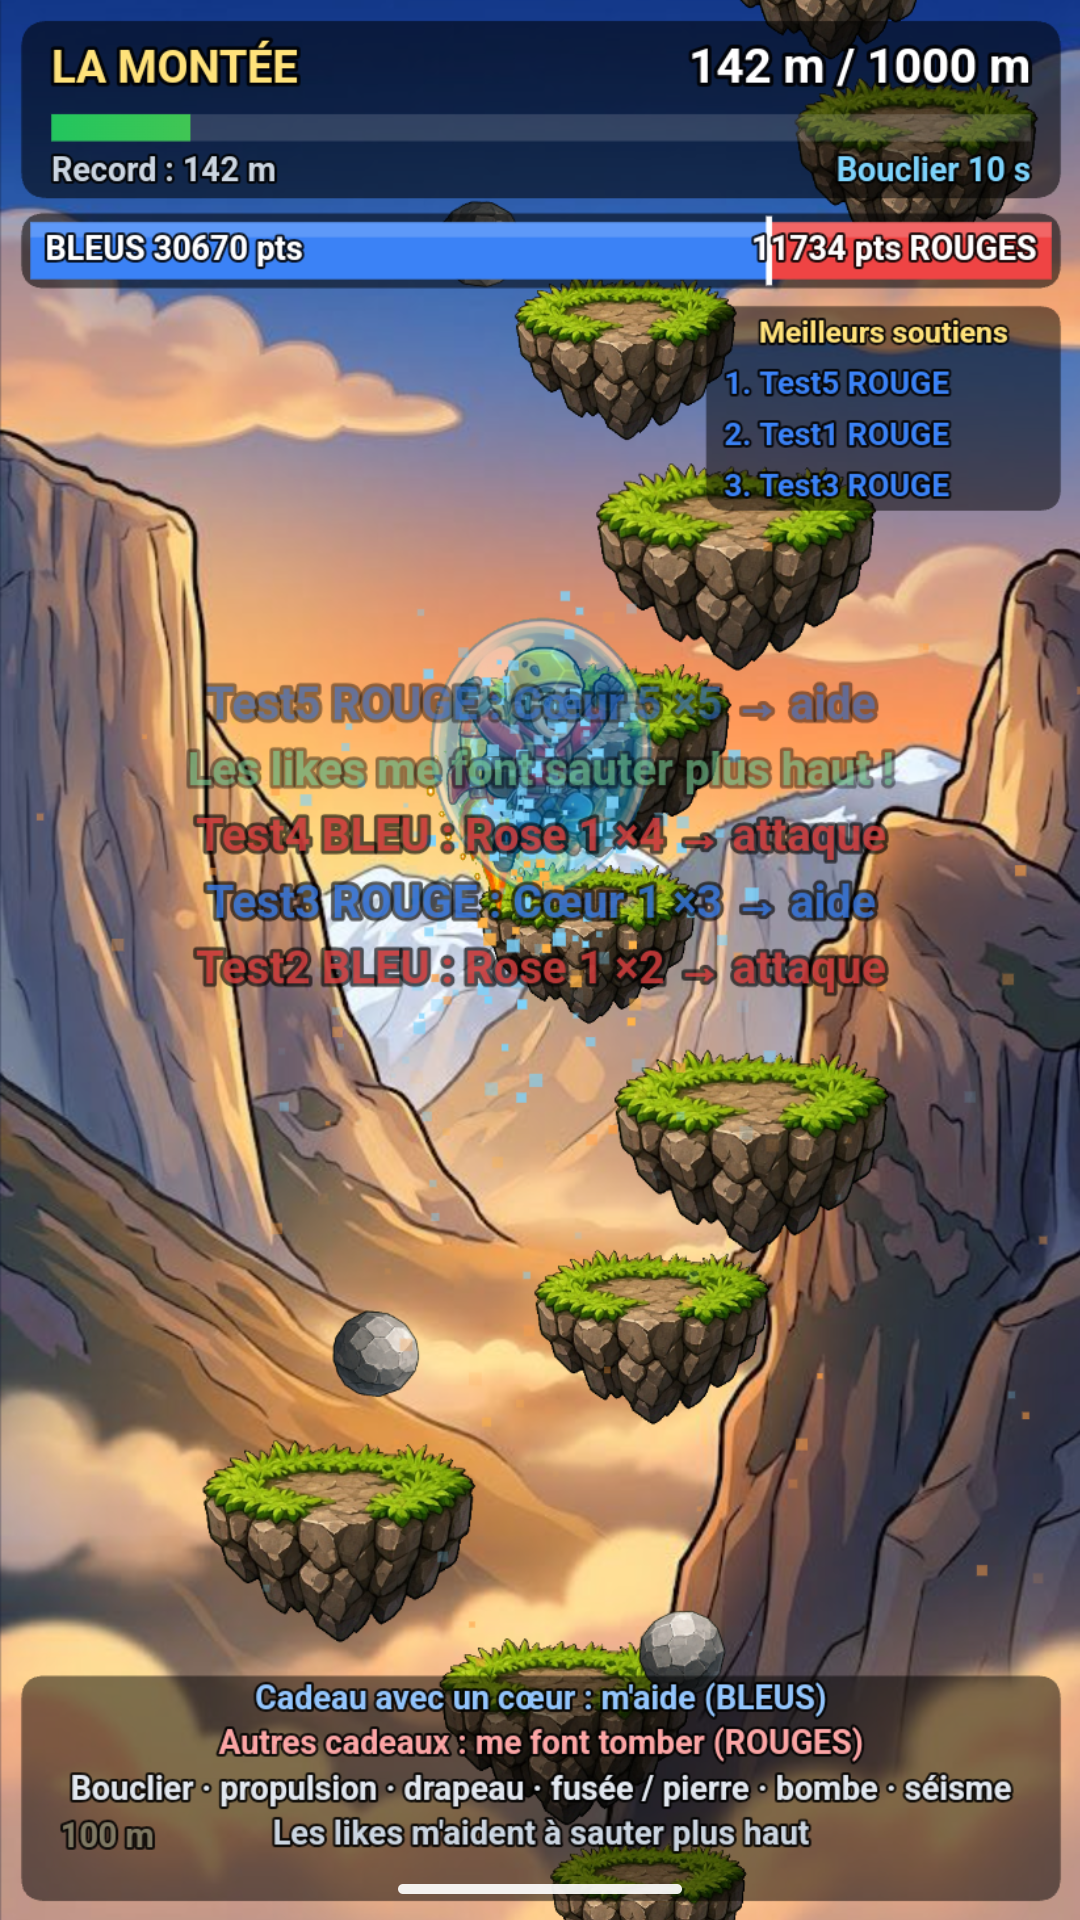 LA MONTÉE
142 m / 1000 m
Record : 142 m
Bouclier 10 s
BLEUS 30670 pts
11734 pts ROUGES
Meilleurs soutiens
1. Test5 ROUGE
2. Test1 ROUGE
3. Test3 ROUGE
Test5 ROUGE : Cœur 5 ×5 → aide
Les likes me font sauter plus haut !
Test4 BLEU : Rose 1 ×4 → attaque
Test3 ROUGE : Cœur 1 ×3 → aide
Test2 BLEU : Rose 1 ×2 → attaque
Cadeau avec un cœur : m'aide (BLEUS)
Autres cadeaux : me font tomber (ROUGES)
Bouclier · propulsion · drapeau · fusée / pierre · bombe · séisme
100 m
Les likes m'aident à sauter plus haut